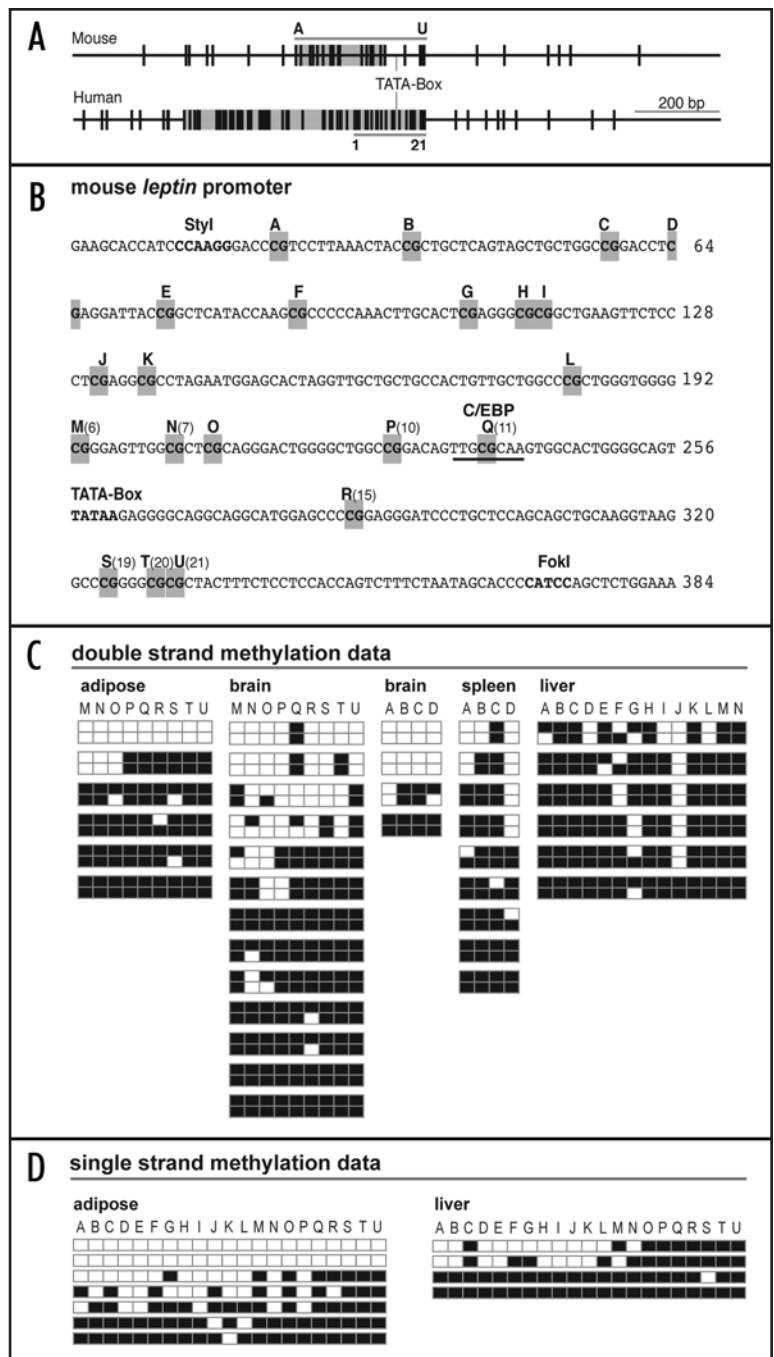 A
A U
Mouse
TATA-Box
Human
200 bp
1 21
B mouse leptin promoter
StyI A B C D
GAAGCACCATCCCAAGGGACCCGTCCTTAAACTACCGCTGCTCAGTAGCTGCTGGCCGGACCTC 64
E F G H I
GAGGATTACCGGCTCATACCAAGCGCCCCCAAACTTGCACTCGAGGGCGCGGCTGAAGTTCTCC 128
J K L
CTCGAGGCGCCTAGAATGGAGCACTAGGTTGCTGCTGCCACTGTTGCTGGCCCGCTGGGTGGGG 192
C/EBP
M(6) N(7) O P(10) Q(11)
CGGGAGTTGGCGCTCGCAGGGACTGGGGCTGGCCGGACAGTTGCGCAAGTGGCACTGGGGCAGT 256
TATA-Box R(15)
TATAAGAGGGGCAGGCAGGCATGGAGCCCCGGAGGGATCCCTGCTCCAGCAGCTGCAAGGTAAG 320
S(19) T(20) U(21) FokI
GCCCGGGGCGCGCTACTTTCTCCTCCACCAGTCTTTCTAATAGCACCCCATCCAGCTCTGGAAA 384
C double strand methylation data
adipose brain brain spleen liver
M N O P Q R S T U M N O P Q R S T U A B C D A B C D A B C D E F G H I J K L M N
D single strand methylation data
adipose liver
A B C D E F G H I J K L M N O P Q R S T U A B C D E F G H I J K L M N O P Q R S T U